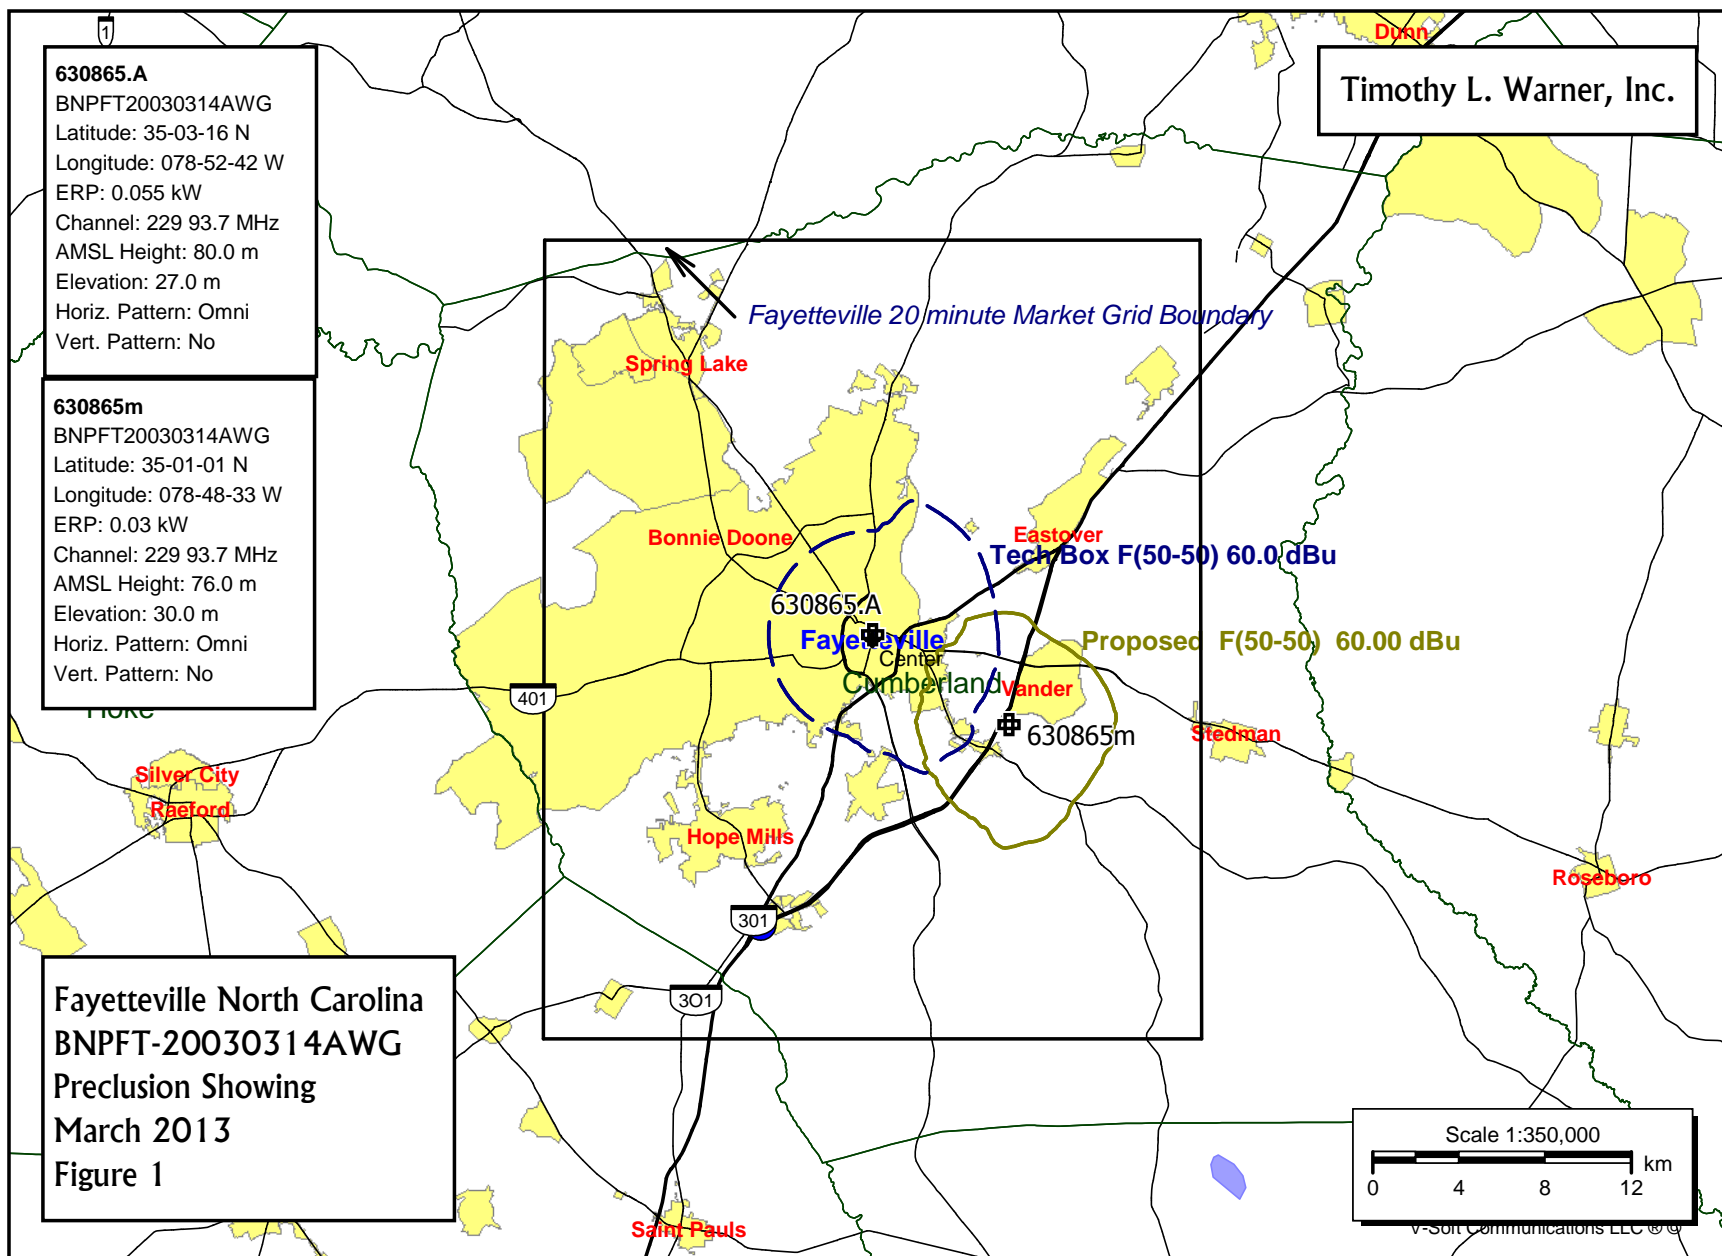 1
Dunn
630865.A
BNPFT20030314AWG
Latitude: 35-03-16 N
Longitude: 078-52-42 W
ERP: 0.055 kW
Channel: 229 93.7 MHz
AMSL Height: 80.0 m
Elevation: 27.0 m
Horiz. Pattern: Omni
Vert. Pattern: No
Timothy L. Warner, Inc.
630865m
BNPFT20030314AWG
Latitude: 35-01-01 N
Longitude: 078-48-33 W
ERP: 0.03 kW
Channel: 229 93.7 MHz
AMSL Height: 76.0 m
Elevation: 30.0 m
Horiz. Pattern: Omni
Vert. Pattern: No
Hoke
Fayetteville 20 minute Market Grid Boundary
Spring Lake
Bonnie Doone
Eastover
Tech Box F(50-50) 60.0 dBu
630865.A
Fayetteville
Center
Proposed F(50-50) 60.00 dBu
Cumberland
Vander
401
630865m
Stedman
Silver City
Raeford
Hope Mills
Roseboro
301
301
Fayetteville North Carolina
BNPFT-20030314AWG
Preclusion Showing
March 2013
Figure 1
Saint Pauls
Scale 1:350,000
km
0 4 8 12
V-Soft Communications LLC ® ©